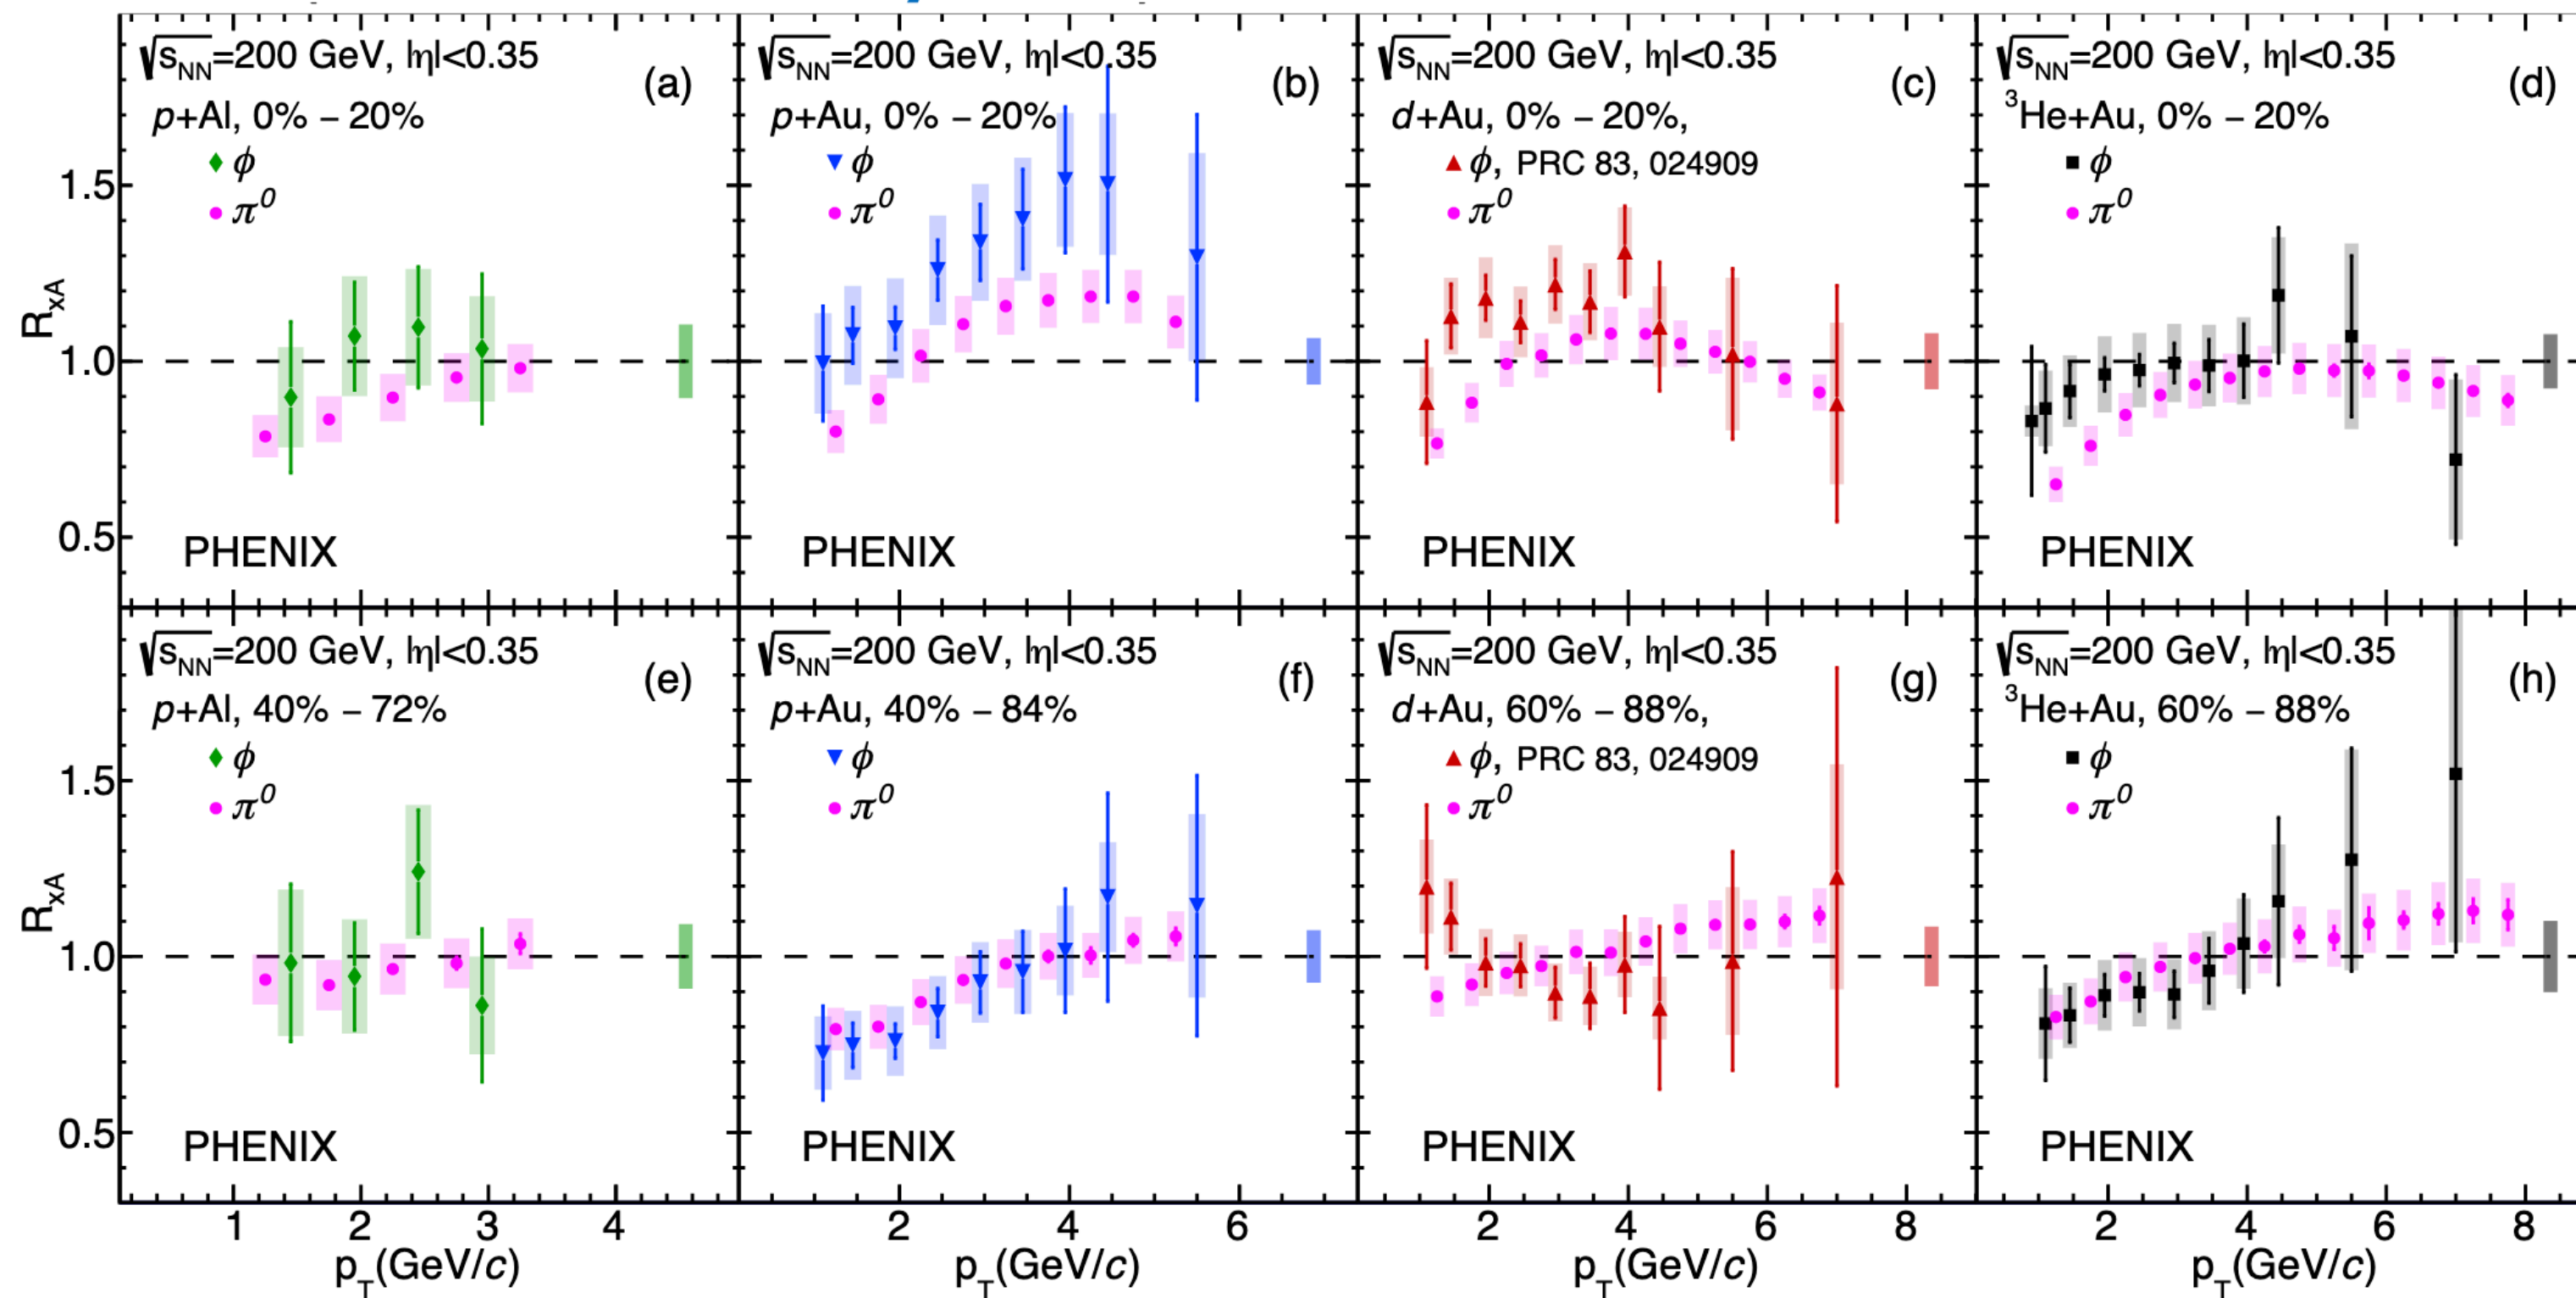 √sNN=200 GeV, |η|<0.35
(a)
p+Al, 0% – 20%
ϕ
π0
PHENIX
√sNN=200 GeV, |η|<0.35
(b)
p+Au, 0% – 20%
ϕ
π0
PHENIX
√sNN=200 GeV, |η|<0.35
(c)
d+Au, 0% – 20%,
ϕ, PRC 83, 024909
π0
PHENIX
√sNN=200 GeV, |η|<0.35
(d)
3He+Au, 0% – 20%
ϕ
π0
PHENIX
1.5
1.0
0.5
RxA
√sNN=200 GeV, |η|<0.35
(e)
p+Al, 40% – 72%
ϕ
π0
PHENIX
√sNN=200 GeV, |η|<0.35
(f)
p+Au, 40% – 84%
ϕ
π0
PHENIX
√sNN=200 GeV, |η|<0.35
(g)
d+Au, 60% – 88%,
ϕ, PRC 83, 024909
π0
PHENIX
√sNN=200 GeV, |η|<0.35
(h)
3He+Au, 60% – 88%
ϕ
π0
PHENIX
1.5
1.0
0.5
RxA
1 2 3 4
2 4 6
2 4 6 8
2 4 6 8
pT(GeV/c)
pT(GeV/c)
pT(GeV/c)
pT(GeV/c)